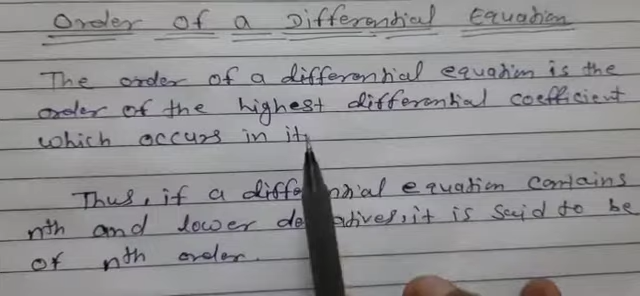 Order of a Differential Equation
The order of a differential equation is the
order of the highest differential coefficient
which occurs in it.
Thus, if a differential equation contains
nth and lower derivatives, it is said to be
of nth order.